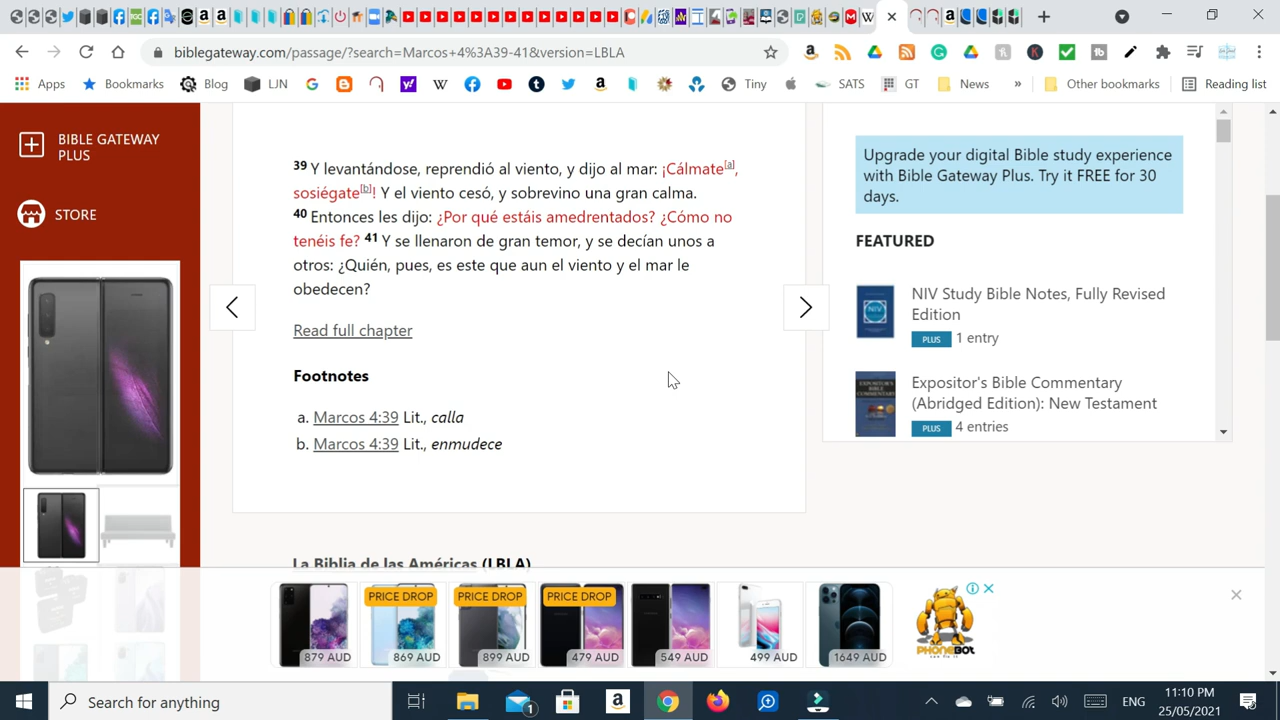 biblegateway.com/passage/?search=Marcos+4%3A39-41&version=LBLA
Apps
Bookmarks
Blog
LJN
Tiny
SATS
GT
News
»
Other bookmarks
Reading list
BIBLE GATEWAY
PLUS
STORE
39 Y levantándose, reprendió al viento, y dijo al mar: ¡Cálmate[a],
sosiégate[b]! Y el viento cesó, y sobrevino una gran calma.
40 Entonces les dijo: ¿Por qué estáis amedrentados? ¿Cómo no
tenéis fe? 41 Y se llenaron de gran temor, y se decían unos a
otros: ¿Quién, pues, es este que aun el viento y el mar le
obedecen?
Read full chapter
Footnotes
a. Marcos 4:39 Lit., calla
b. Marcos 4:39 Lit., enmudece
La Biblia de las Américas (LBLA)
Upgrade your digital Bible study experience
with Bible Gateway Plus. Try it FREE for 30
days.
FEATURED
NIV Study Bible Notes, Fully Revised
Edition
PLUS 1 entry
Expositor's Bible Commentary
(Abridged Edition): New Testament
PLUS 4 entries
PRICE DROP
PRICE DROP
PRICE DROP
879 AUD
869 AUD
899 AUD
479 AUD
549 AUD
499 AUD
1649 AUD
PHONEBOT
Search for anything
1
ENG
11:10 PM
25/05/2021